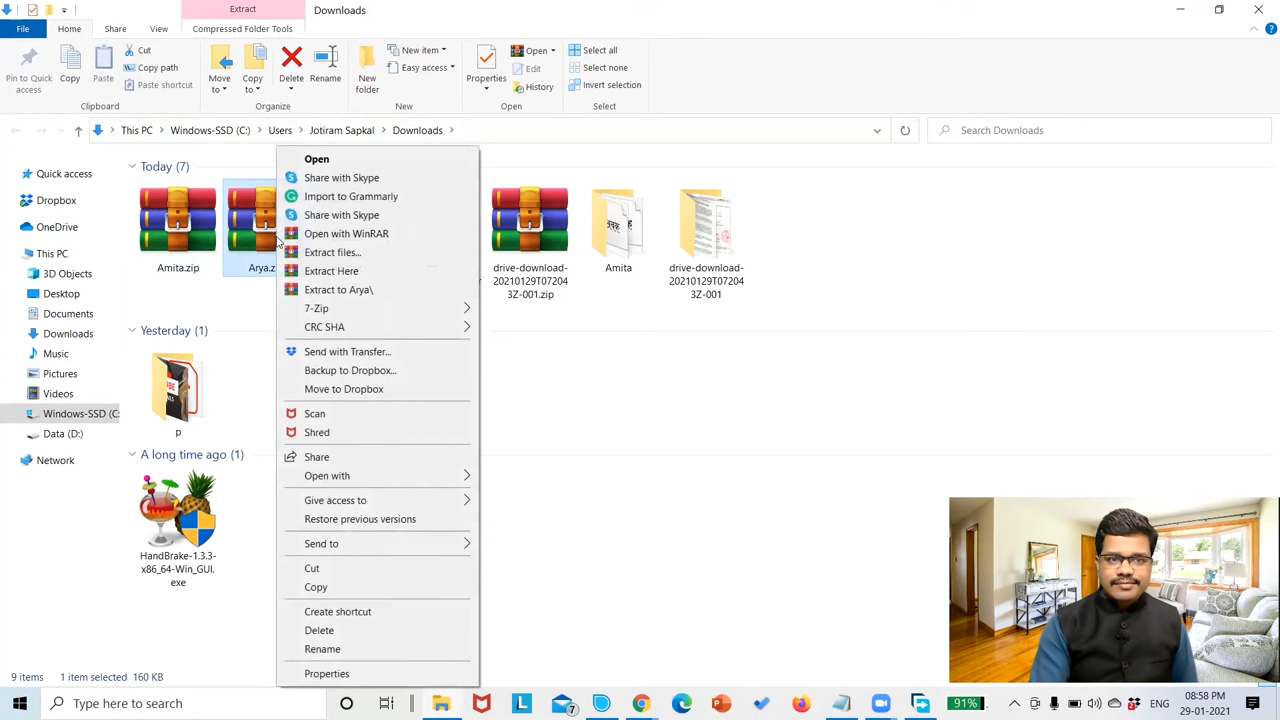 Extract
Downloads
File
Home
Share
View
Compressed Folder Tools
Pin to Quick
access
Copy
Paste
Cut
Copy path
Paste shortcut
Clipboard
Move
to
Copy
to
Delete
Rename
Organize
New
folder
New item
Easy access
New
Properties
Open
Edit
History
Open
Select all
Select none
Invert selection
Select
This PC > Windows-SSD (C:) > Users > Jotiram Sapkal > Downloads >
Search Downloads
Quick access
Dropbox
OneDrive
This PC
3D Objects
Desktop
Documents
Downloads
Music
Pictures
Videos
Windows-SSD (C:
Data (D:)
Network
Today (7)
Amita.zip
Arya.z
drive-download-
20210129T07204
3Z-001.zip
Amita
drive-download-
20210129T07204
3Z-001
Yesterday (1)
p
A long time ago (1)
HandBrake-1.3.3-
x86_64-Win_GUI.
exe
Open
Share with Skype
Import to Grammarly
Share with Skype
Open with WinRAR
Extract files...
Extract Here
Extract to Arya\
7-Zip
CRC SHA
Send with Transfer...
Backup to Dropbox...
Move to Dropbox
Scan
Shred
Share
Open with
Give access to
Restore previous versions
Send to
Cut
Copy
Create shortcut
Delete
Rename
Properties
9 items
1 item selected 160 KB
Type here to search
7
91%
ENG
08:58 PM
29-01-2021